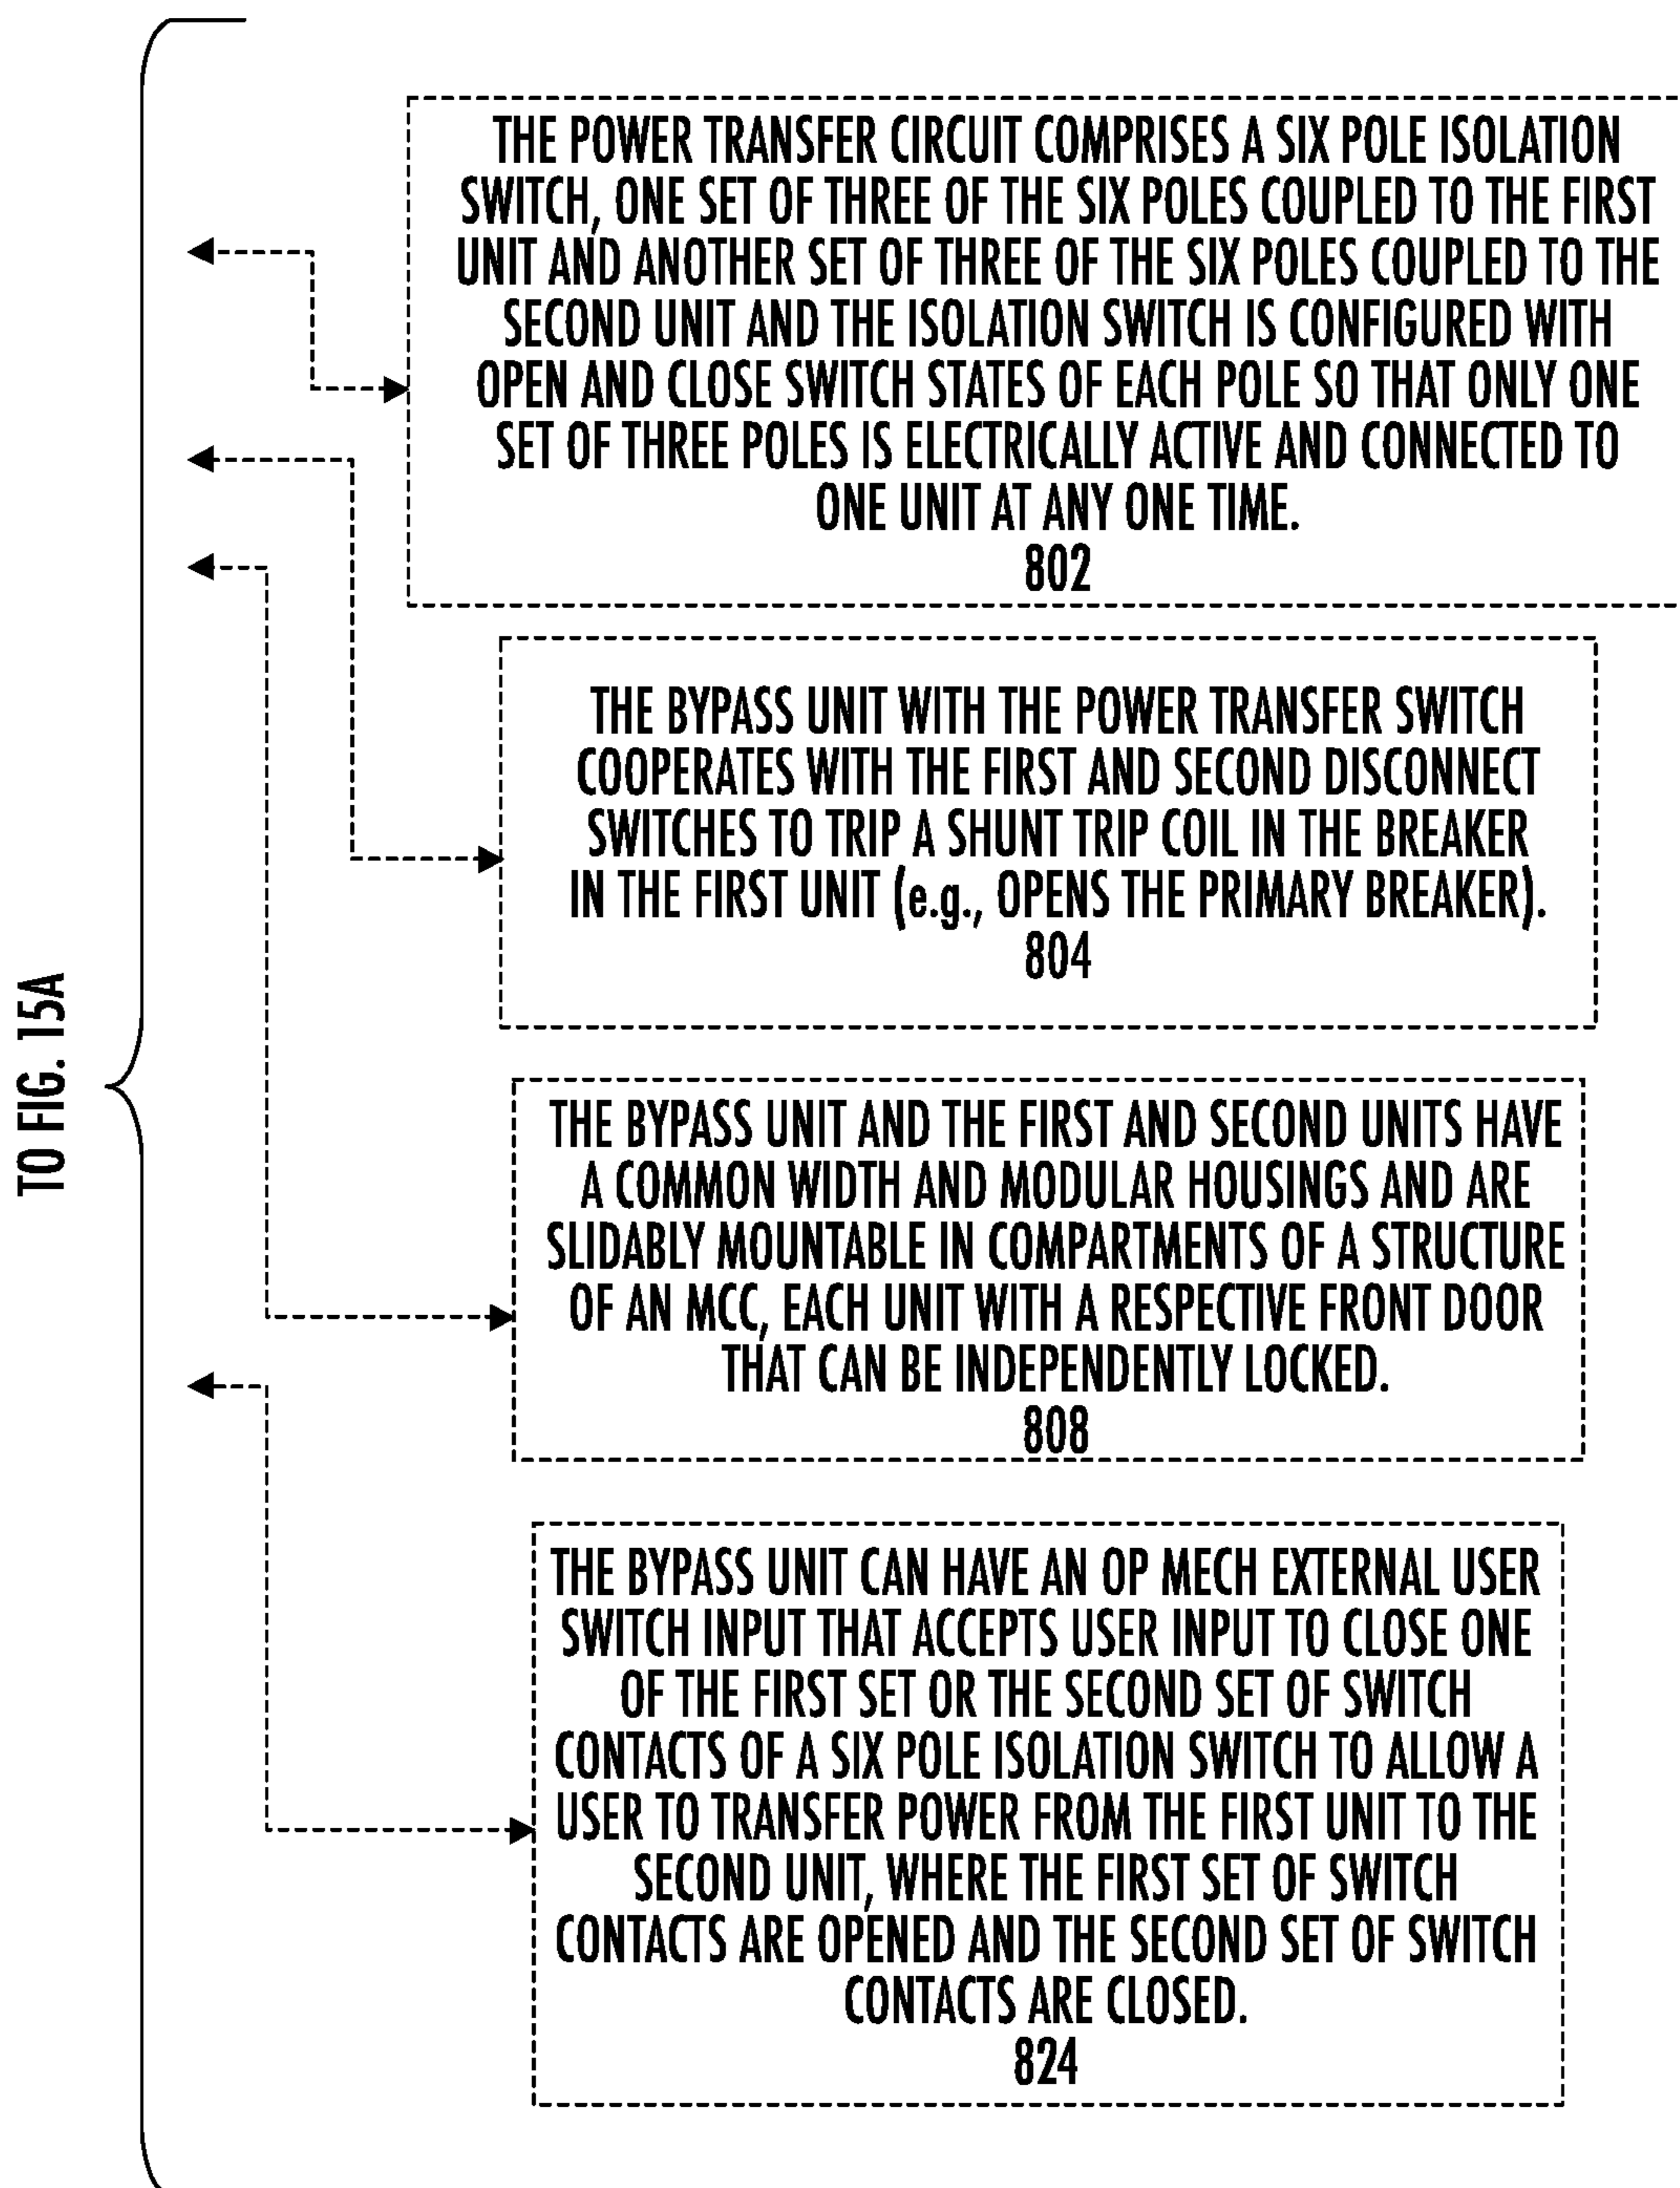 TO FIG. 15A
THE POWER TRANSFER CIRCUIT COMPRISES A SIX POLE ISOLATION
SWITCH, ONE SET OF THREE OF THE SIX POLES COUPLED TO THE FIRST
UNIT AND ANOTHER SET OF THREE OF THE SIX POLES COUPLED TO THE
SECOND UNIT AND THE ISOLATION SWITCH IS CONFIGURED WITH
OPEN AND CLOSE SWITCH STATES OF EACH POLE SO THAT ONLY ONE
SET OF THREE POLES IS ELECTRICALLY ACTIVE AND CONNECTED TO
ONE UNIT AT ANY ONE TIME.
802
THE BYPASS UNIT WITH THE POWER TRANSFER SWITCH
COOPERATES WITH THE FIRST AND SECOND DISCONNECT
SWITCHES TO TRIP A SHUNT TRIP COIL IN THE BREAKER
IN THE FIRST UNIT (e.g., OPENS THE PRIMARY BREAKER).
804
THE BYPASS UNIT AND THE FIRST AND SECOND UNITS HAVE
A COMMON WIDTH AND MODULAR HOUSINGS AND ARE
SLIDABLY MOUNTABLE IN COMPARTMENTS OF A STRUCTURE
OF AN MCC, EACH UNIT WITH A RESPECTIVE FRONT DOOR
THAT CAN BE INDEPENDENTLY LOCKED.
808
THE BYPASS UNIT CAN HAVE AN OP MECH EXTERNAL USER
SWITCH INPUT THAT ACCEPTS USER INPUT TO CLOSE ONE
OF THE FIRST SET OR THE SECOND SET OF SWITCH
CONTACTS OF A SIX POLE ISOLATION SWITCH TO ALLOW A
USER TO TRANSFER POWER FROM THE FIRST UNIT TO THE
SECOND UNIT, WHERE THE FIRST SET OF SWITCH
CONTACTS ARE OPENED AND THE SECOND SET OF SWITCH
CONTACTS ARE CLOSED.
824